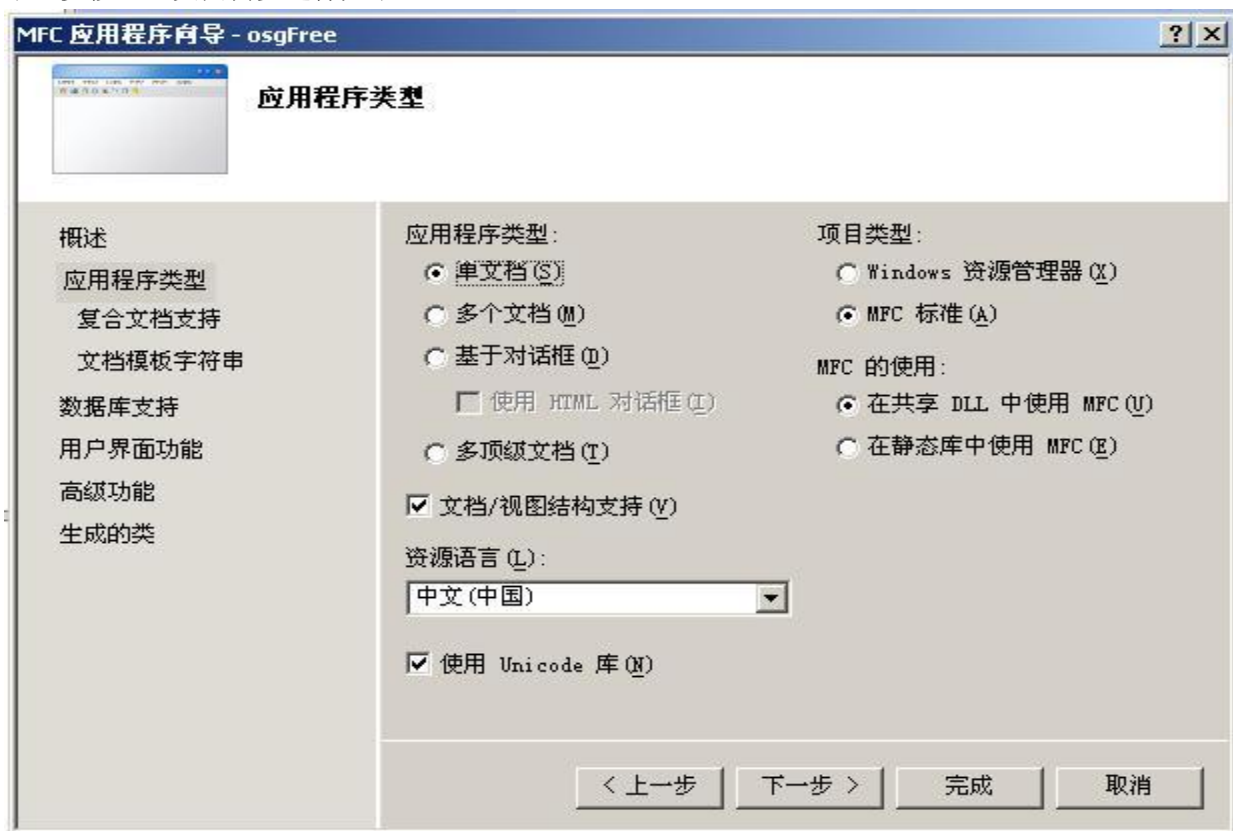 MFC 应用程序向导 - osgFree
应用程序类型
概述
应用程序类型
复合文档支持
文档模板字符串
数据库支持
用户界面功能
高级功能
生成的类
应用程序类型:
单文档(S)
多个文档(M)
基于对话框(D)
使用 HTML 对话框(I)
多顶级文档(T)
文档/视图结构支持(V)
资源语言(L):
中文(中国)
使用 Unicode 库(N)
项目类型:
Windows 资源管理器(X)
MFC 标准(A)
MFC 的使用:
在共享 DLL 中使用 MFC(U)
在静态库中使用 MFC(E)
< 上一步
下一步 >
完成
取消